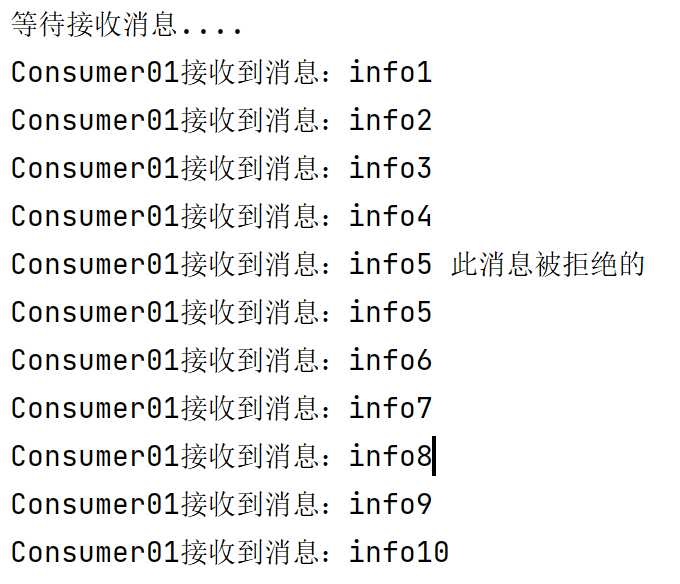 等待接收消息....
Consumer01接收到消息：info1
Consumer01接收到消息：info2
Consumer01接收到消息：info3
Consumer01接收到消息：info4
Consumer01接收到消息：info5 此消息被拒绝的
Consumer01接收到消息：info5
Consumer01接收到消息：info6
Consumer01接收到消息：info7
Consumer01接收到消息：info8
Consumer01接收到消息：info9
Consumer01接收到消息：info10